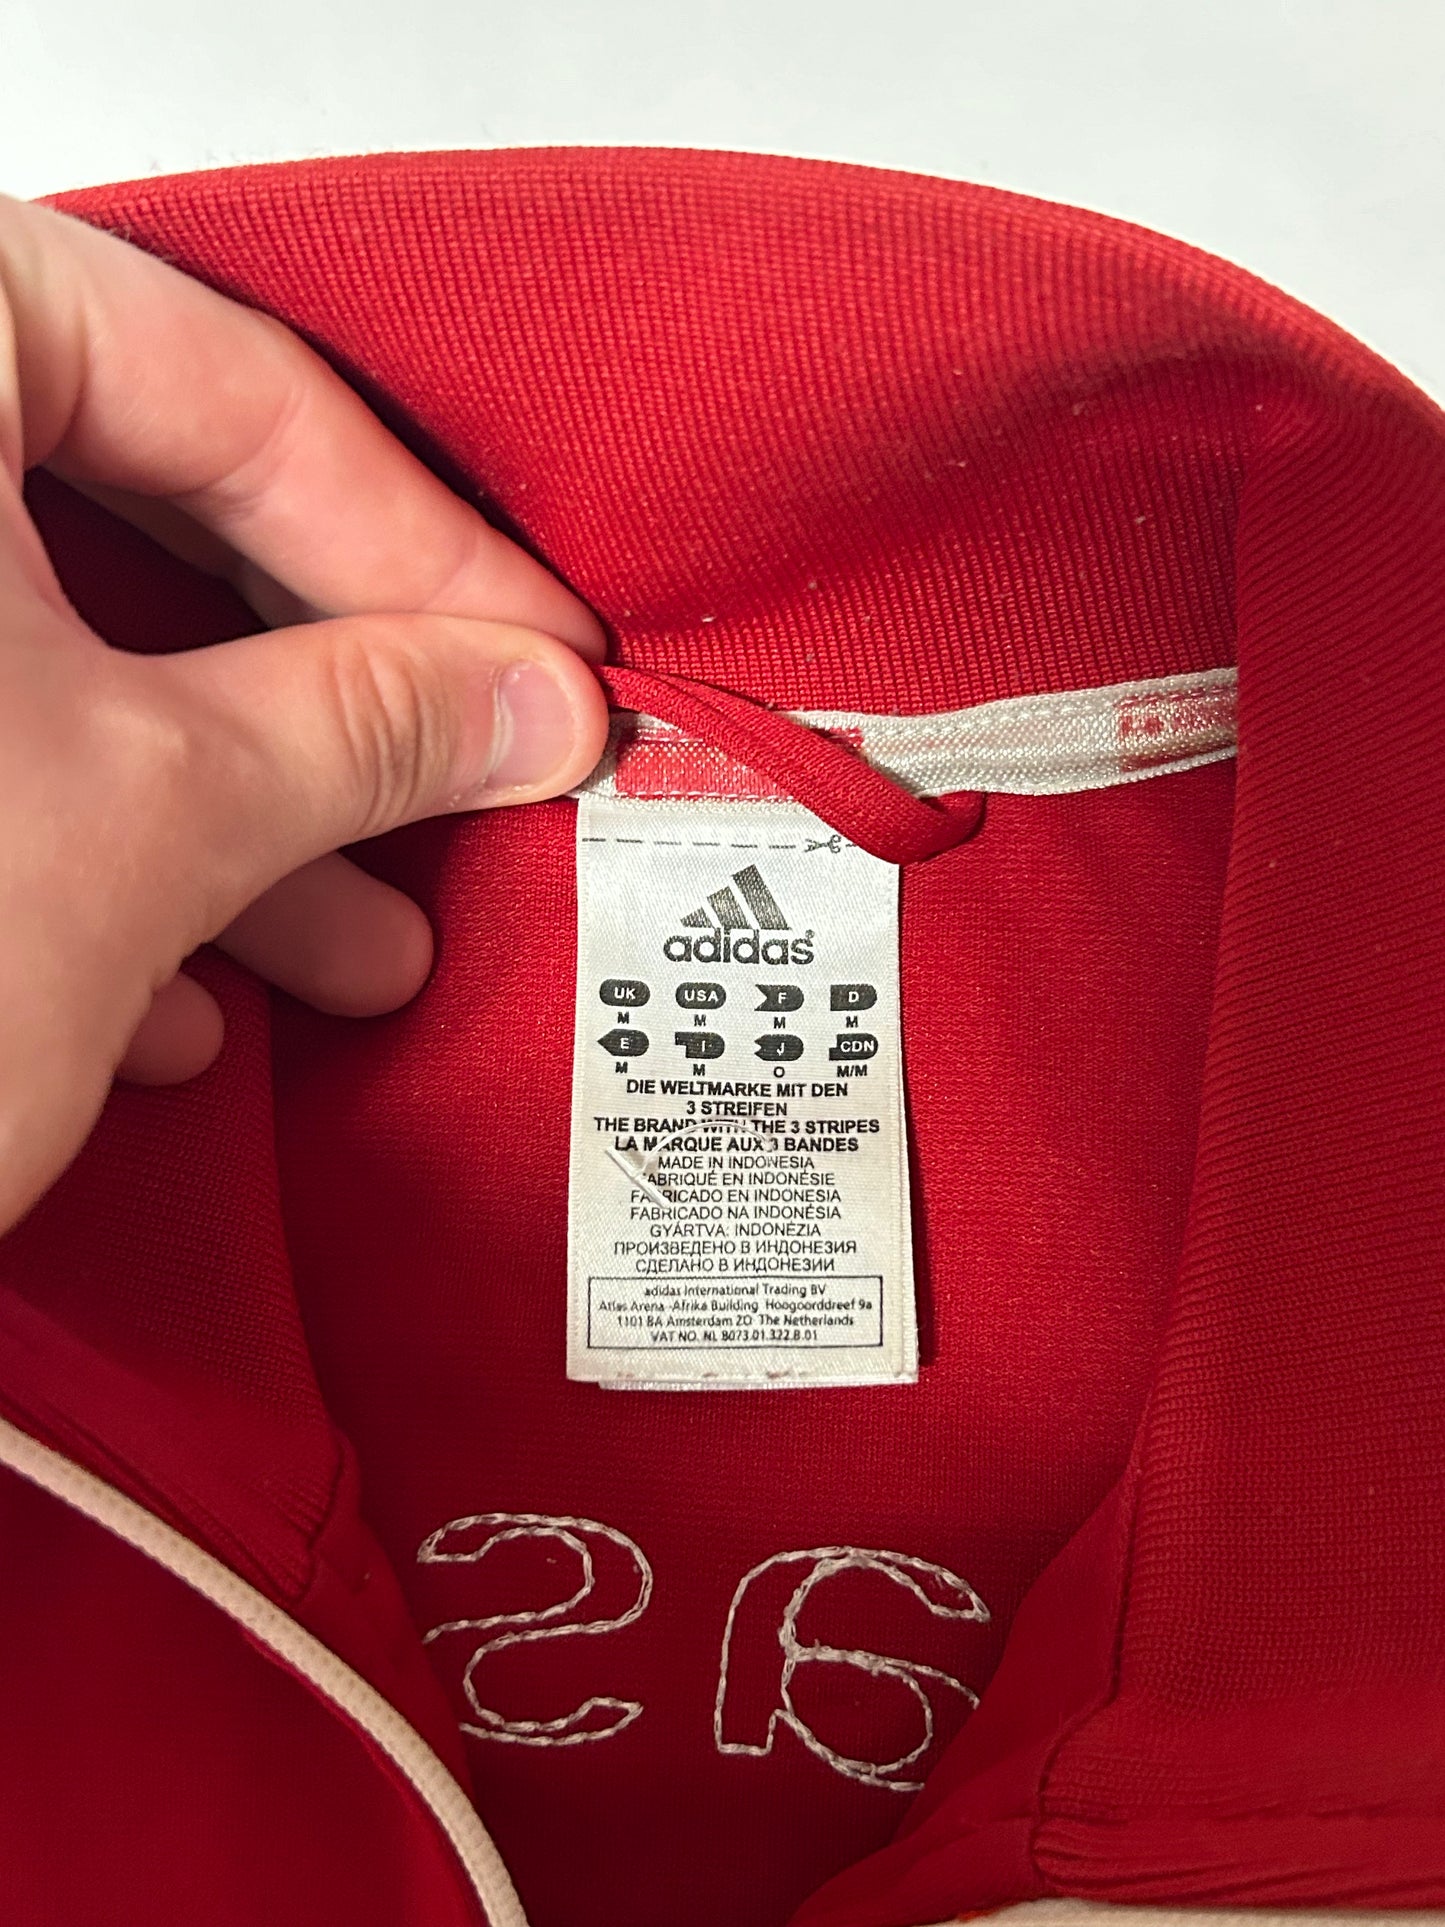 adidas®
UK USA F D
M M M M
E I J CDN
M M O M/M
DIE WELTMARKE MIT DEN
3 STREIFEN
THE BRAND WITH THE 3 STRIPES
LA MARQUE AUX 3 BANDES
MADE IN INDONESIA
FABRIQUÉ EN INDONÉSIE
FABRICADO EN INDONESIA
FABRICADO NA INDONÉSIA
GYÁRTVA: INDONÉZIA
ПРОИЗВЕДЕНО В ИНДОНЕЗИЯ
СДЕЛАНО В ИНДОНЕЗИИ
adidas International Trading BV
Atlas Arena -Afrika Building Hoogoorddreef 9a
1101 BA Amsterdam ZO The Netherlands
VAT NO. NL 8073.01.322.B.01